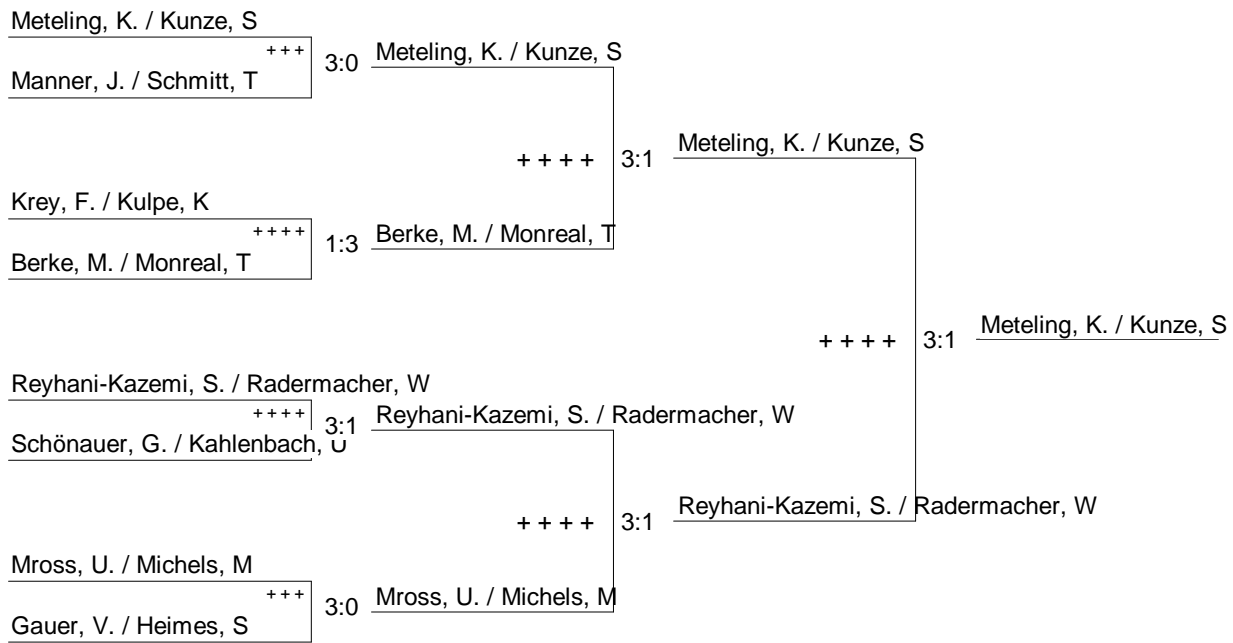 Meteling, K. / Kunze, S
+++
3:0
Meteling, K. / Kunze, S
Manner, J. / Schmitt, T
++++
3:1
Meteling, K. / Kunze, S
Krey, F. / Kulpe, K
++++
1:3
Berke, M. / Monreal, T
Berke, M. / Monreal, T
++++
3:1
Meteling, K. / Kunze, S
Reyhani-Kazemi, S. / Radermacher, W
++++
3:1
Reyhani-Kazemi, S. / Radermacher, W
Schönauer, G. / Kahlenbach, U
++++
3:1
Reyhani-Kazemi, S. / Radermacher, W
Mross, U. / Michels, M
+++
3:0
Mross, U. / Michels, M
Gauer, V. / Heimes, S